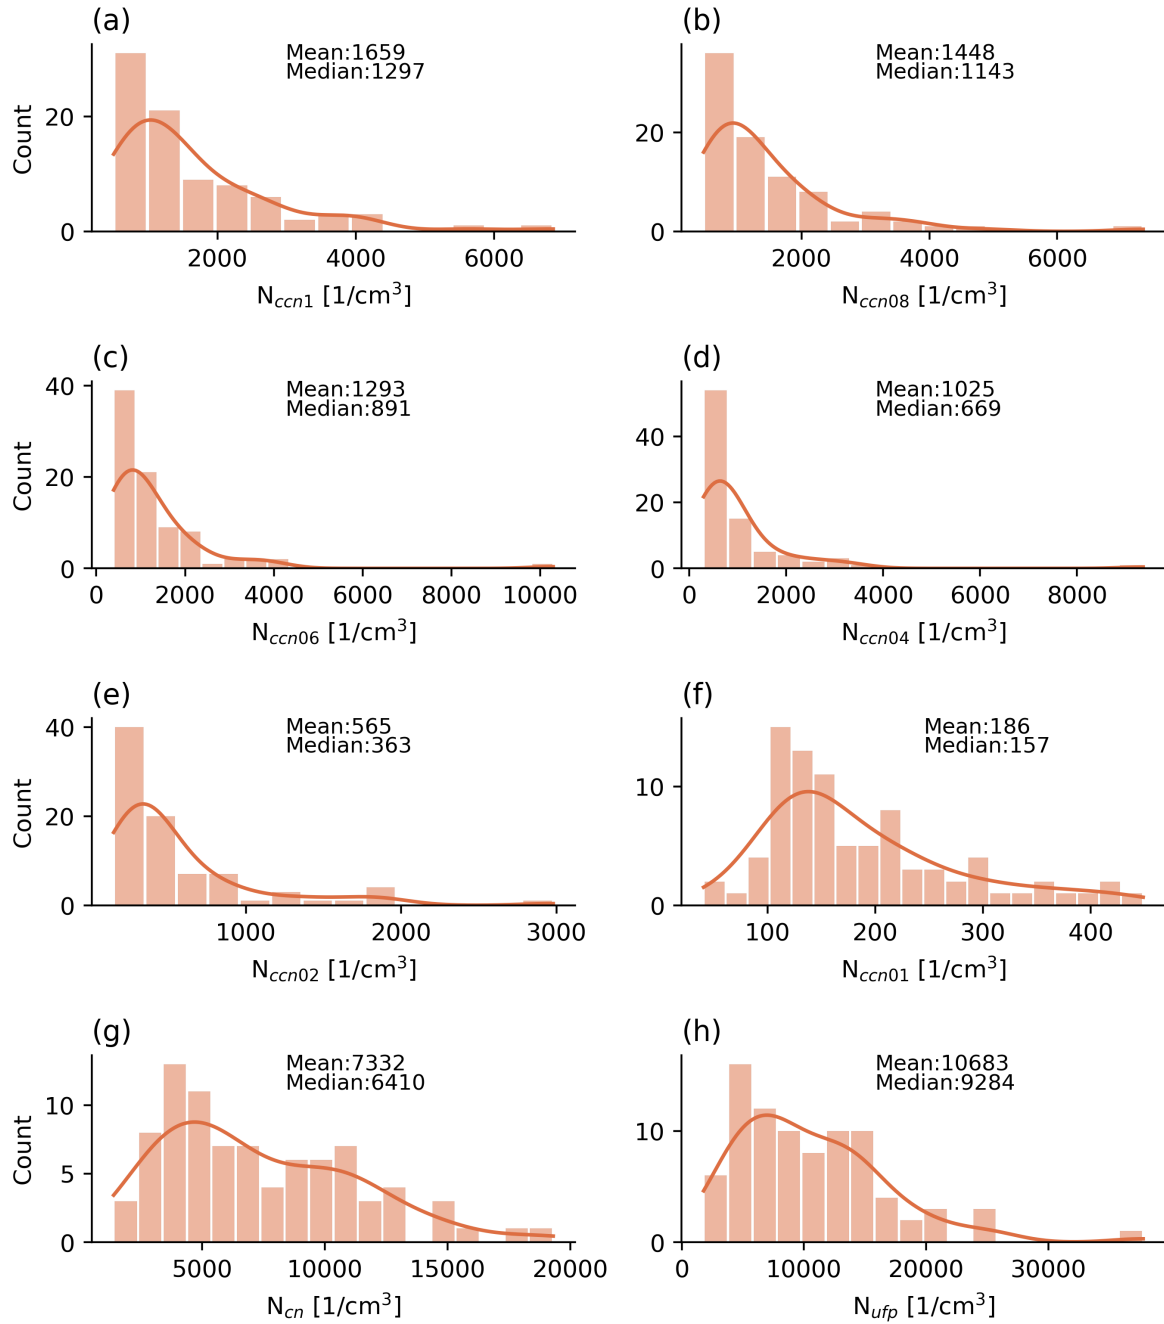 (a)
Mean:1659
Median:1297
Count
20
0
2000 4000 6000
N_ccn1 [1/cm³]
(b)
Mean:1448
Median:1143
20
0
2000 4000 6000
N_ccn08 [1/cm³]
(c)
Mean:1293
Median:891
Count
40
20
0
0 2000 4000 6000 8000 10000
N_ccn06 [1/cm³]
(d)
Mean:1025
Median:669
40
20
0
0 2000 4000 6000 8000
N_ccn04 [1/cm³]
(e)
Mean:565
Median:363
Count
40
20
0
1000 2000 3000
N_ccn02 [1/cm³]
(f)
Mean:186
Median:157
10
0
100 200 300 400
N_ccn01 [1/cm³]
(g)
Mean:7332
Median:6410
Count
10
5
0
5000 10000 15000 20000
N_cn [1/cm³]
(h)
Mean:10683
Median:9284
10
0
0 10000 20000 30000
N_ufp [1/cm³]